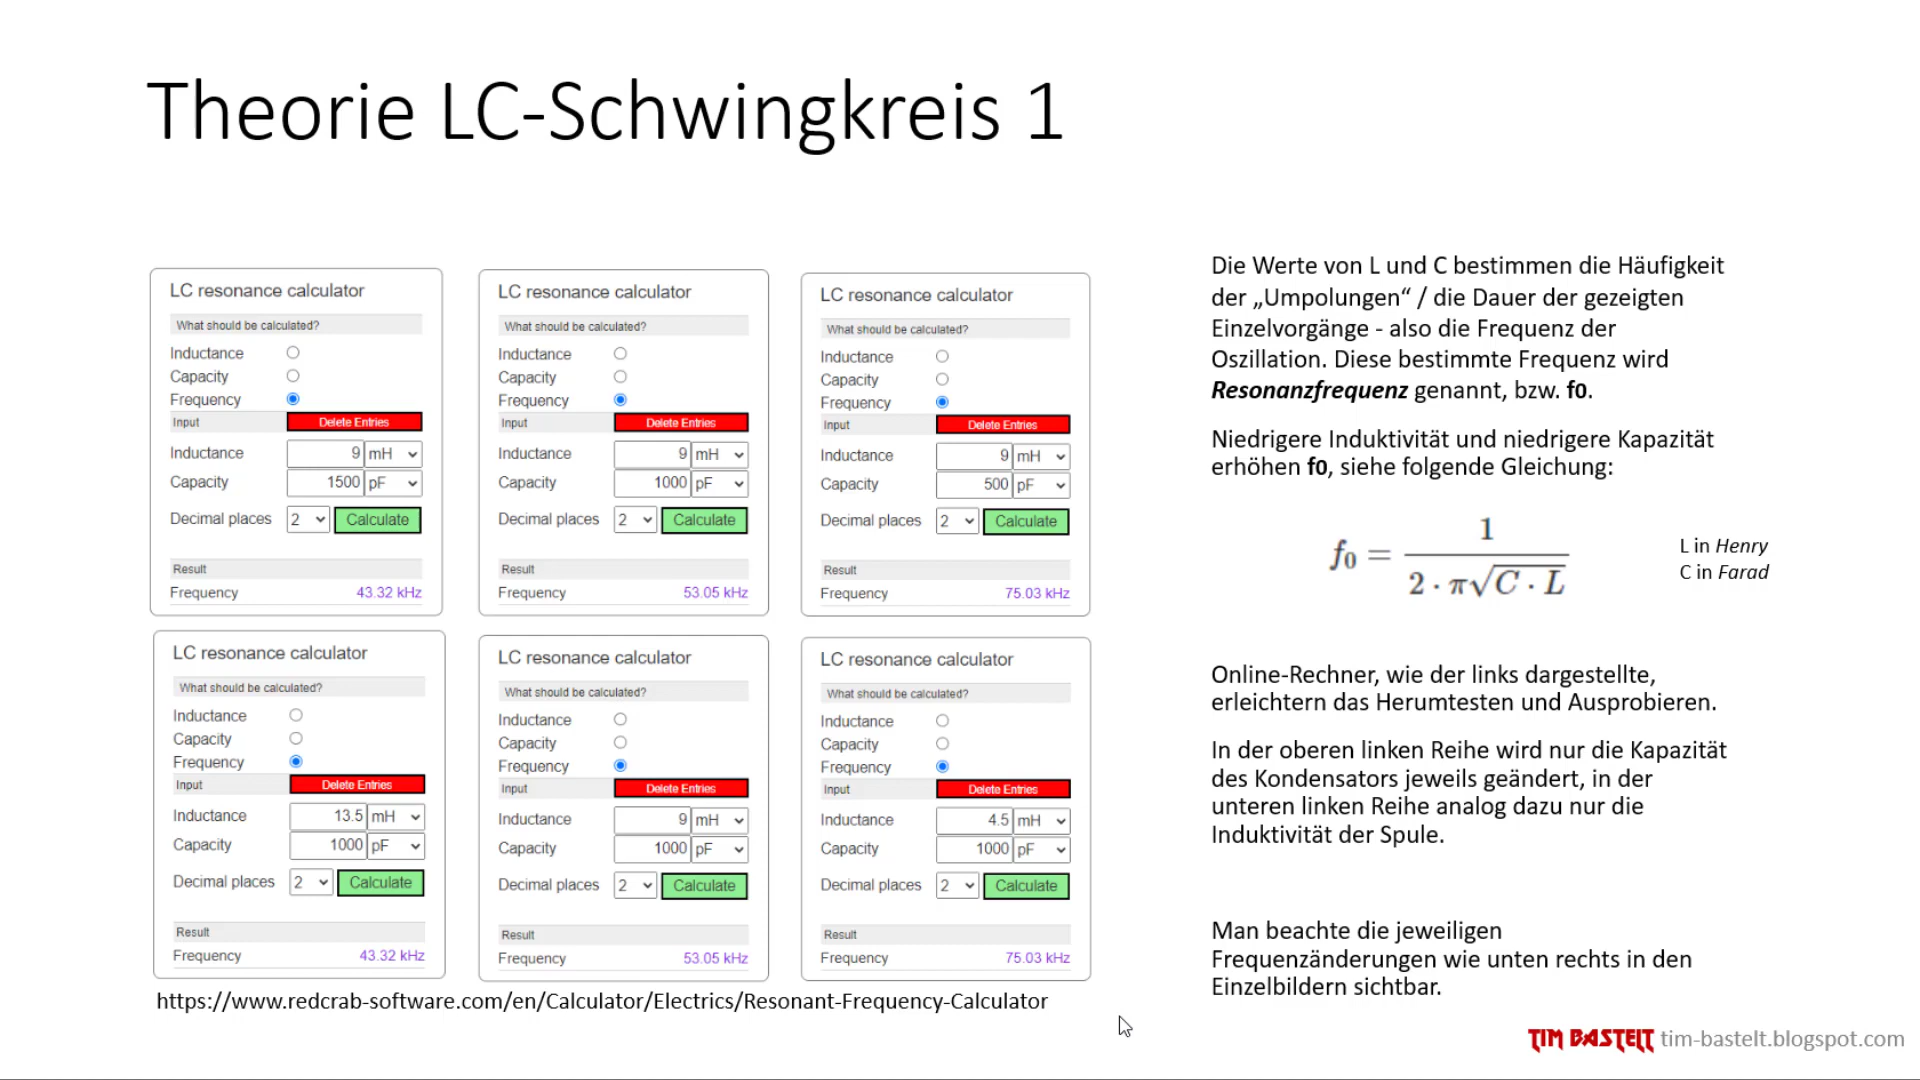 Theorie LC-Schwingkreis 1
LC resonance calculator
What should be calculated?
Inductance
Capacity
Frequency
Input Delete Entries
Inductance 9 mH
Capacity 1500 pF
Decimal places 2 Calculate
Result
Frequency 43.32 kHz
LC resonance calculator
What should be calculated?
Inductance
Capacity
Frequency
Input Delete Entries
Inductance 9 mH
Capacity 1000 pF
Decimal places 2 Calculate
Result
Frequency 53.05 kHz
LC resonance calculator
What should be calculated?
Inductance
Capacity
Frequency
Input Delete Entries
Inductance 9 mH
Capacity 500 pF
Decimal places 2 Calculate
Result
Frequency 75.03 kHz
LC resonance calculator
What should be calculated?
Inductance
Capacity
Frequency
Input Delete Entries
Inductance 13.5 mH
Capacity 1000 pF
Decimal places 2 Calculate
Result
Frequency 43.32 kHz
LC resonance calculator
What should be calculated?
Inductance
Capacity
Frequency
Input Delete Entries
Inductance 9 mH
Capacity 1000 pF
Decimal places 2 Calculate
Result
Frequency 53.05 kHz
LC resonance calculator
What should be calculated?
Inductance
Capacity
Frequency
Input Delete Entries
Inductance 4.5 mH
Capacity 1000 pF
Decimal places 2 Calculate
Result
Frequency 75.03 kHz
https://www.redcrab-software.com/en/Calculator/Electrics/Resonant-Frequency-Calculator
Die Werte von L und C bestimmen die Häufigkeit
der „Umpolungen“ / die Dauer der gezeigten
Einzelvorgänge - also die Frequenz der
Oszillation. Diese bestimmte Frequenz wird
Resonanzfrequenz genannt, bzw. f0.
Niedrigere Induktivität und niedrigere Kapazität
erhöhen f0, siehe folgende Gleichung:
f₀ = 1 / 2 · π√C · L
L in Henry
C in Farad
Online-Rechner, wie der links dargestellte,
erleichtern das Herumtesten und Ausprobieren.
In der oberen linken Reihe wird nur die Kapazität
des Kondensators jeweils geändert, in der
unteren linken Reihe analog dazu nur die
Induktivität der Spule.
Man beachte die jeweiligen
Frequenzänderungen wie unten rechts in den
Einzelbildern sichtbar.
TIM BASTELT tim-bastelt.blogspot.com